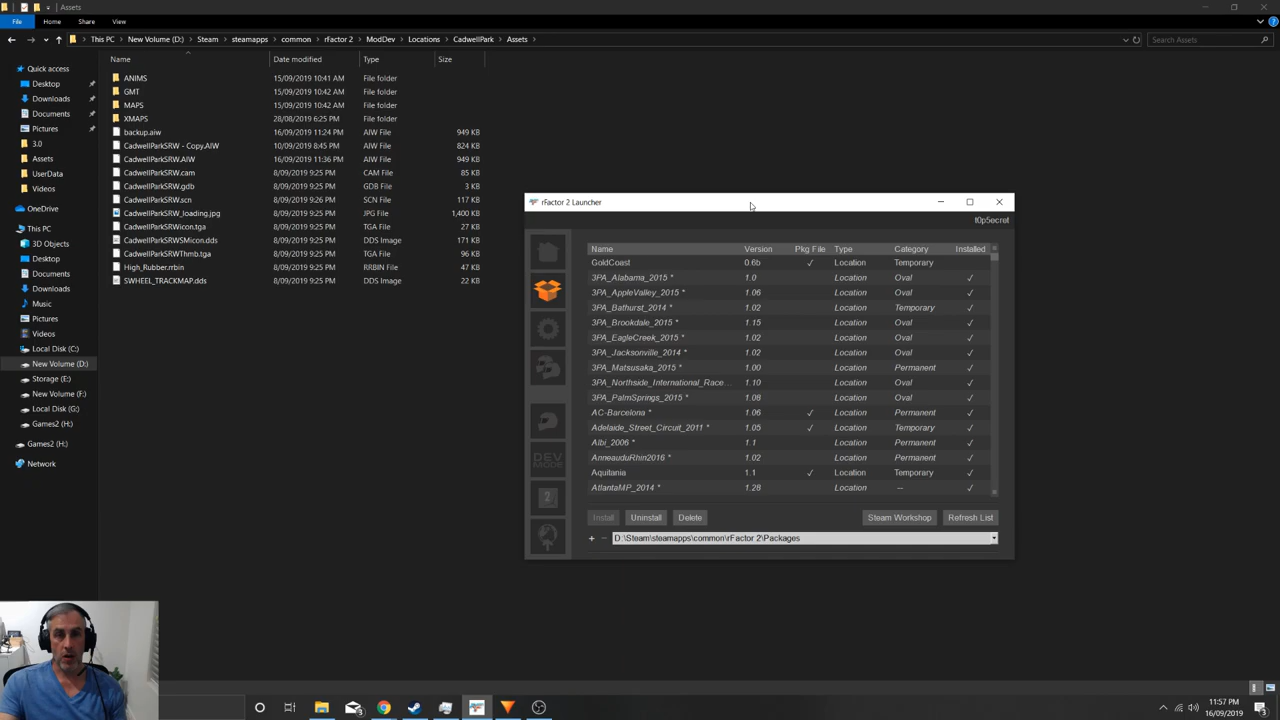 Assets
File Home Share View
This PC New Volume (D:) Steam steamapps common rFactor 2 ModDev Locations CadwellPark Assets
Search Assets
Name Date modified Type Size
ANIMS 15/09/2019 10:41 AM File folder
GMT 15/09/2019 10:42 AM File folder
MAPS 15/09/2019 10:42 AM File folder
XMAPS 28/08/2019 6:25 PM File folder
backup.aiw 16/09/2019 11:24 PM AIW File 949 KB
CadwellParkSRW - Copy.AIW 10/09/2019 8:45 PM AIW File 824 KB
CadwellParkSRW.AIW 16/09/2019 11:36 PM AIW File 949 KB
CadwellParkSRW.cam 8/09/2019 9:25 PM CAM File 85 KB
CadwellParkSRW.gdb 8/09/2019 9:25 PM GDB File 3 KB
CadwellParkSRW.scn 8/09/2019 9:26 PM SCN File 117 KB
CadwellParkSRW_loading.jpg 8/09/2019 9:25 PM JPG File 1,400 KB
CadwellParkSRWicon.tga 8/09/2019 9:25 PM TGA File 27 KB
CadwellParkSRWSMicon.dds 8/09/2019 9:25 PM DDS Image 171 KB
CadwellParkSRWThmb.tga 8/09/2019 9:25 PM TGA File 96 KB
High_Rubber.rrbin 8/09/2019 9:25 PM RRBIN File 47 KB
SWHEEL_TRACKMAP.dds 8/09/2019 9:25 PM DDS Image 22 KB
Quick access
Desktop
Downloads
Documents
Pictures
3.0
Assets
UserData
Videos
OneDrive
This PC
3D Objects
Desktop
Documents
Downloads
Music
Pictures
Videos
Local Disk (C:)
New Volume (D:)
Storage (E:)
New Volume (F:)
Local Disk (G:)
Games2 (H:)
Games2 (H:)
Network
rFactor 2 Launcher
t0p5ecret
Name Version Pkg File Type Category Installed
GoldCoast 0.6b ✓ Location Temporary
3PA_Alabama_2015 * 1.0 Location Oval ✓
3PA_AppleValley_2015 * 1.06 Location Oval ✓
3PA_Bathurst_2014 * 1.02 Location Temporary ✓
3PA_Brookdale_2015 * 1.15 Location Oval ✓
3PA_EagleCreek_2015 * 1.02 Location Oval ✓
3PA_Jacksonville_2014 * 1.02 Location Oval ✓
3PA_Matsusaka_2015 * 1.00 Location Permanent ✓
3PA_Northside_International_Race... 1.10 Location Oval ✓
3PA_PalmSprings_2015 * 1.08 Location Oval ✓
AC-Barcelona * 1.06 ✓ Location Permanent ✓
Adelaide_Street_Circuit_2011 * 1.05 ✓ Location Temporary ✓
Albi_2006 * 1.1 Location Permanent ✓
AnneauduRhin2016 * 1.02 Location Permanent ✓
Aquitania 1.1 ✓ Location Temporary ✓
AtlantaMP_2014 * 1.28 Location -- ✓
DEV MODE
2
Install Uninstall Delete Steam Workshop Refresh List
+ - D:\Steam\steamapps\common\rFactor 2\Packages
11:57 PM
16/09/2019